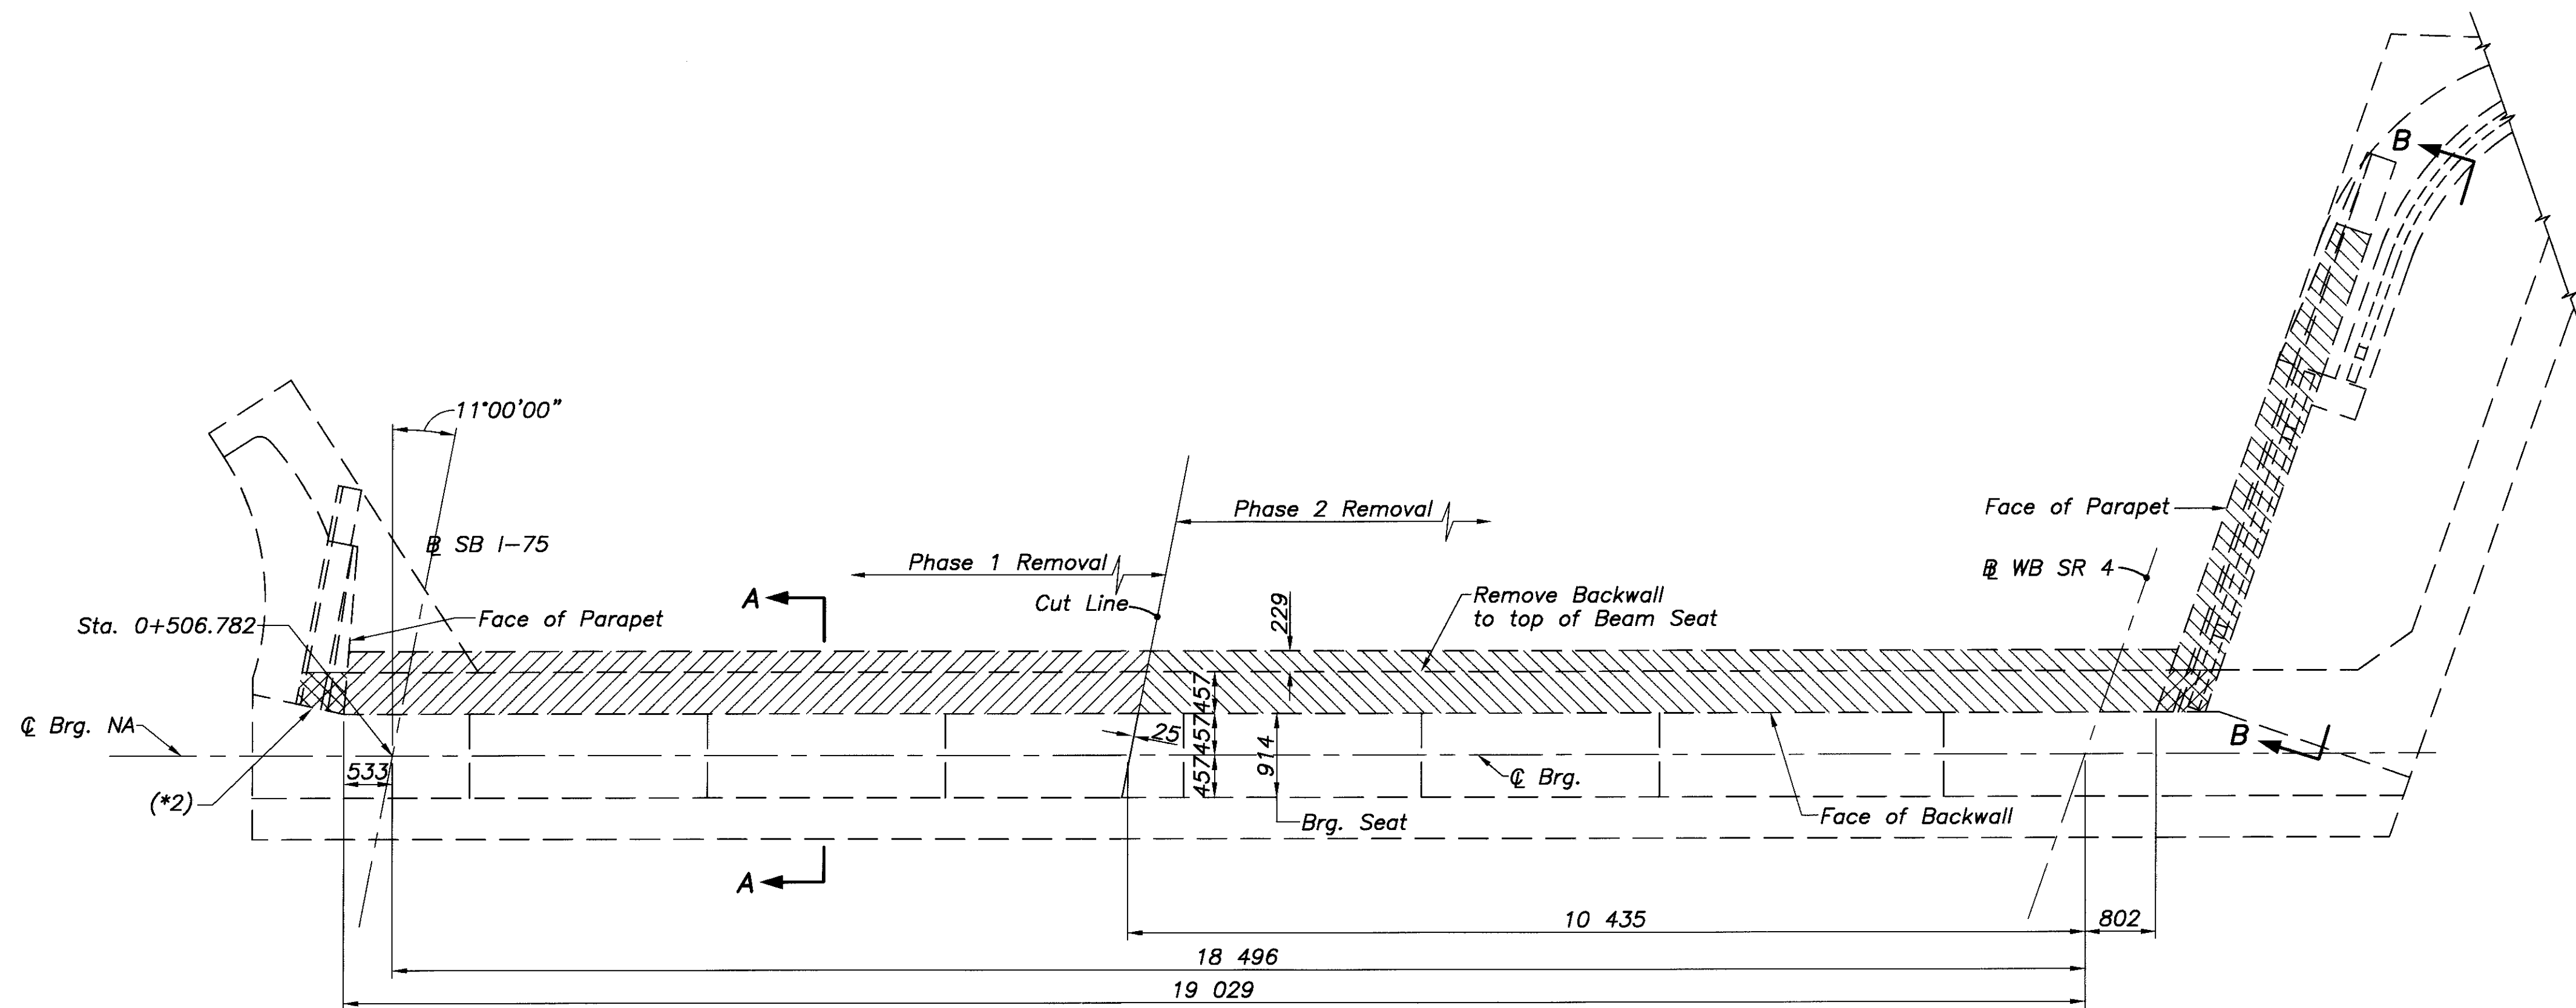 B
11°00'00"
Phase 2 Removal
Face of Parapet
℄ SB I-75
Phase 1 Removal
℄ WB SR 4
A
Cut Line
Remove Backwall
to top of Beam Seat
229
Sta. 0+506.782
Face of Parapet
457
℄ Brg. NA
25
457
914
B
533
℄ Brg.
457
(*2)
Brg. Seat
Face of Backwall
A
10 435
802
18 496
19 029